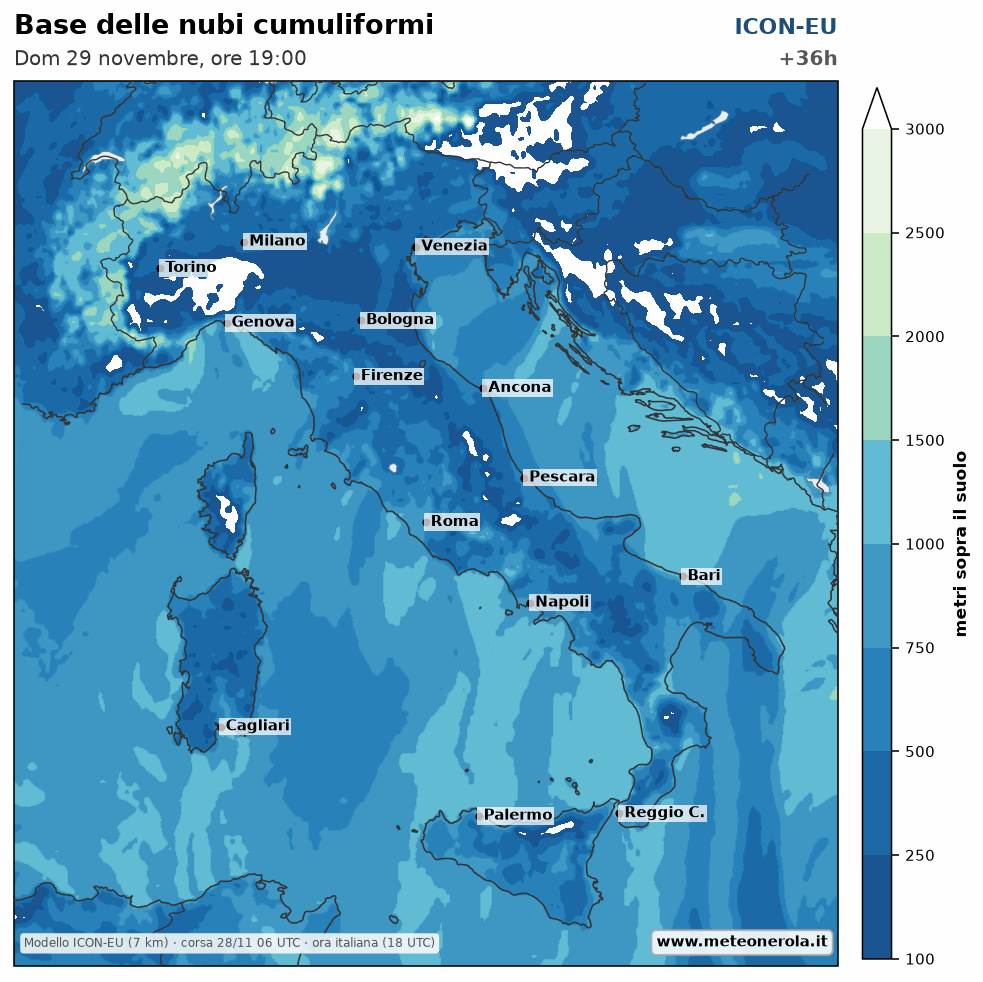 Base delle nubi cumuliformi
ICON-EU
Dom 29 novembre, ore 19:00
+36h
3000
2500
2000
1500
1000
750
500
250
100
metri sopra il suolo
Milano
Venezia
Torino
Genova
Bologna
Firenze
Ancona
Pescara
Roma
Bari
Napoli
Cagliari
Palermo
Reggio C.
Modello ICON-EU (7 km) · corsa 28/11 06 UTC · ora italiana (18 UTC)
www.meteonerola.it